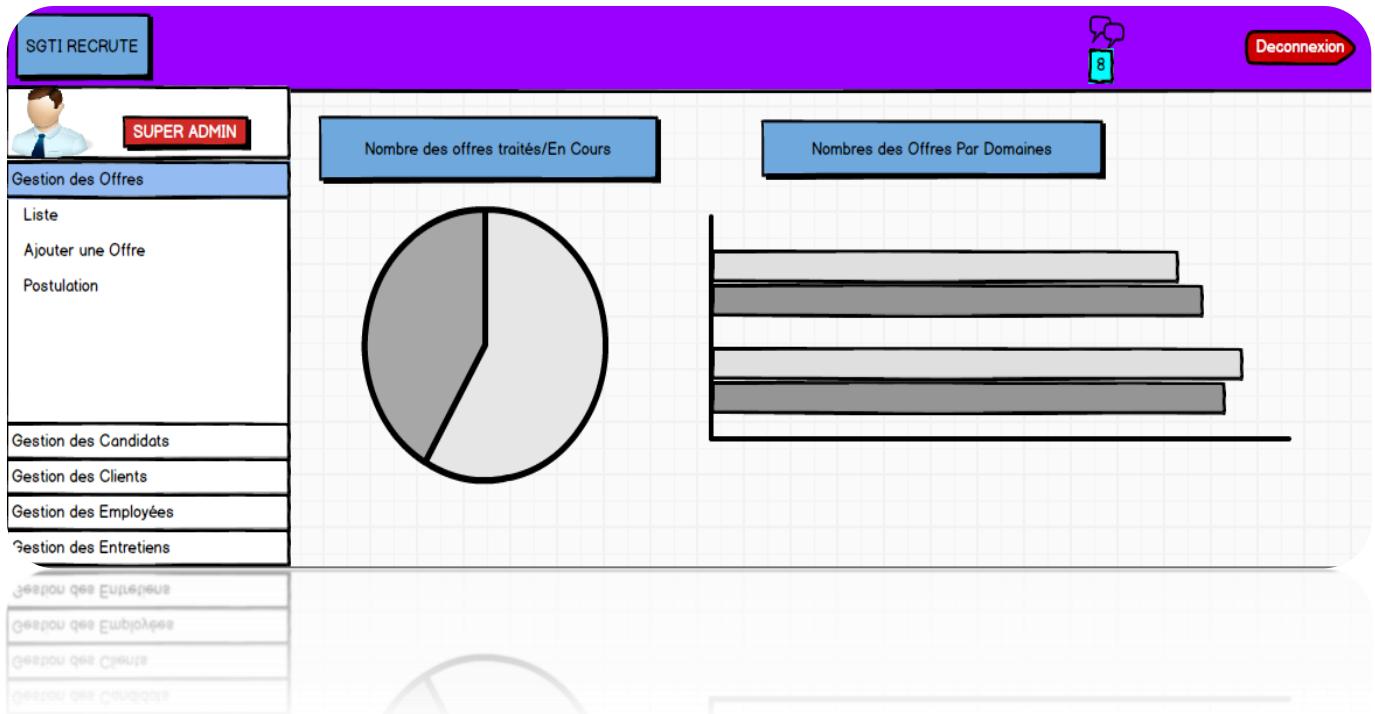 SGTI RECRUTE
8
Deconnexion
SUPER ADMIN
Gestion des Offres
Liste
Ajouter une Offre
Postulation
Gestion des Candidats
Gestion des Clients
Gestion des Employées
Gestion des Entretiens
Nombre des offres traités/En Cours
Nombres des Offres Par Domaines